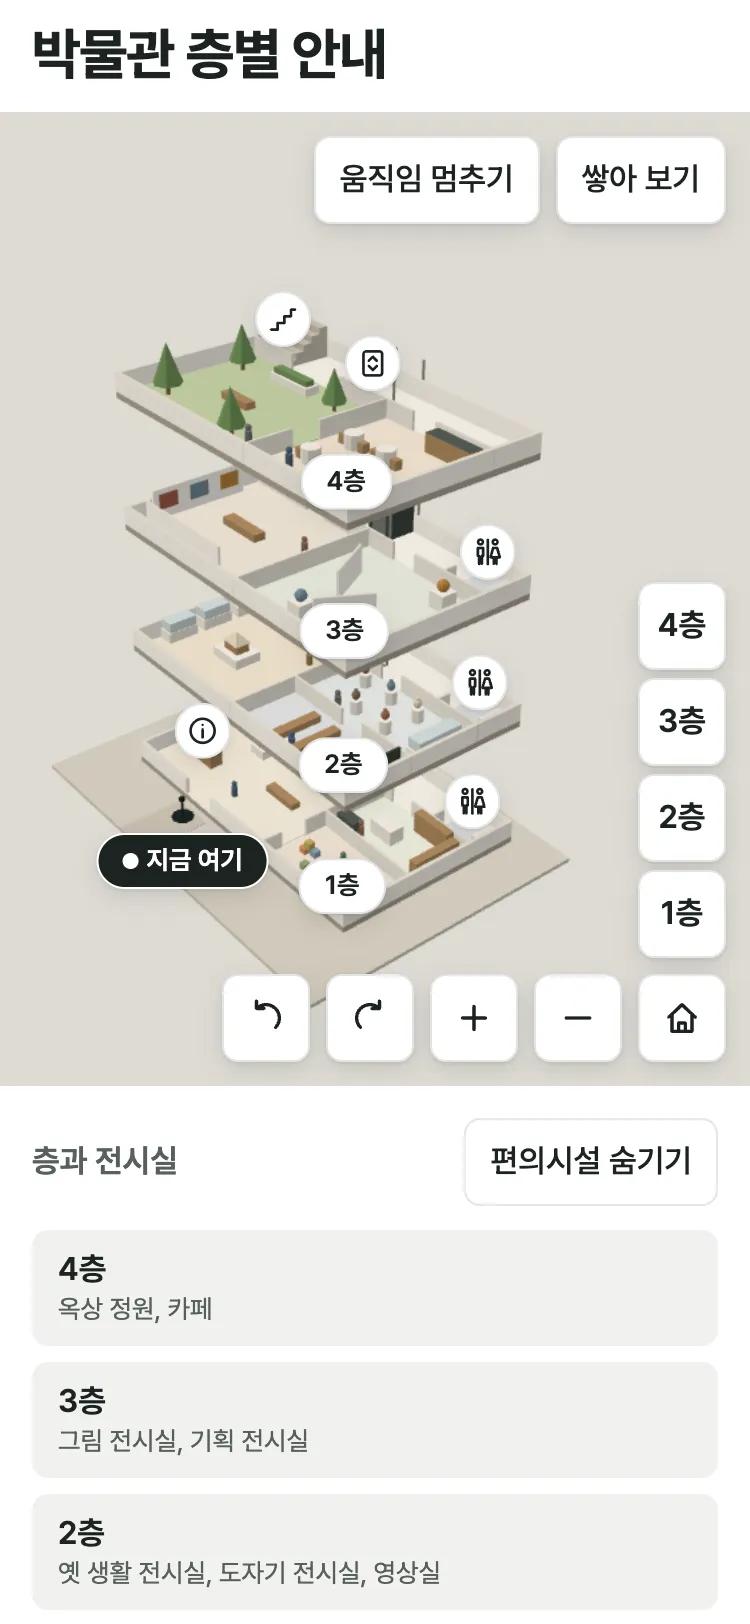 박물관 층별 안내
움직임 멈추기
쌓아 보기
4층
3층
2층
지금 여기
1층
4층
3층
2층
1층
층과 전시실
편의시설 숨기기
4층
옥상 정원, 카페
3층
그림 전시실, 기획 전시실
2층
옛 생활 전시실, 도자기 전시실, 영상실